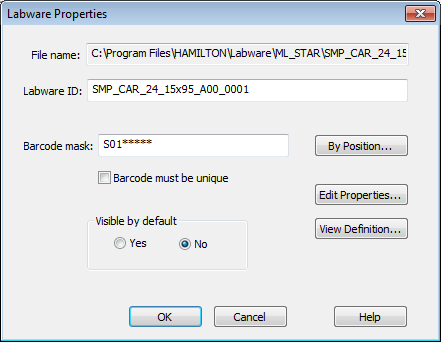 Labware Properties
File name: C:\Program Files\HAMILTON\Labware\ML_STAR\SMP_CAR_24_15
Labware ID: SMP_CAR_24_15x95_A00_0001
Barcode mask: S01***** By Position...
Barcode must be unique
Edit Properties...
Visible by default
View Definition...
Yes No
OK Cancel Help